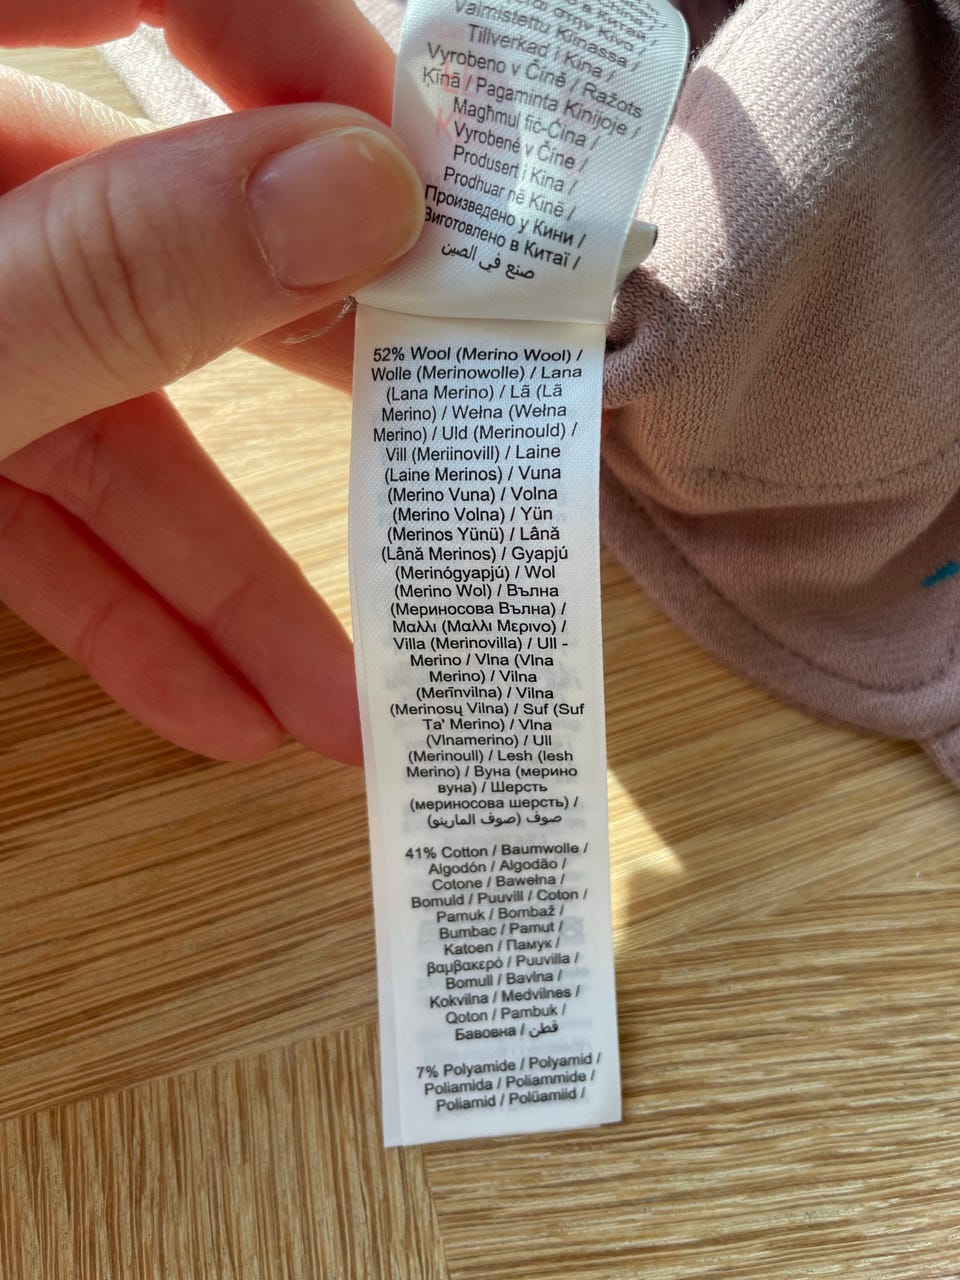 Valmistettu Kiinassa /
Tillverkad / Kina /
Vyrobeno v Číně / Ražots
Ķīnā / Pagaminta Kinijoje /
Magħmul fiċ-Ċina /
Vyrobené v Číne /
Produsert i Kina /
Prodhuar në Kinë /
Произведено у Кини /
Виготовлено в Китаї /
صنع في الصين
52% Wool (Merino Wool) /
Wolle (Merinowolle) / Lana
(Lana Merino) / Lã (Lã
Merino) / Wełna (Wełna
Merino) / Uld (Merinould) /
Vill (Meriinovill) / Laine
(Laine Merinos) / Vuna
(Merino Vuna) / Volna
(Merino Volna) / Yün
(Merinos Yünü) / Lână
(Lână Merinos) / Gyapjú
(Merinógyapjú) / Wol
(Merino Wol) / Вълна
(Мериносова Вълна) /
Μαλλι (Μαλλι Μερινο) /
Villa (Merinovilla) / Ull -
Merino / Vlna (Vlna
Merino) / Vilna
(Merīnvilna) / Vilna
(Merinosų Vilna) / Suf (Suf
Ta' Merino) / Vlna
(Vlnamerino) / Ull
(Merinoull) / Lesh (lesh
Merino) / Вуна (мерино
вуна) / Шерсть
(мериносова шерсть) /
صوف (صوف المارينو)
41% Cotton / Baumwolle /
Algodón / Algodão /
Cotone / Bawełna /
Bomuld / Puuvill / Coton /
Pamuk / Bombaž /
Bumbac / Pamut /
Katoen / Памук /
βαμβακερό / Puuvilla /
Bomull / Bavlna /
Kokvilna / Medvilnes /
Qoton / Pambuk /
Бавовна / قطن
7% Polyamide / Polyamid /
Poliamida / Poliammide /
Poliamid / Polüamiid /